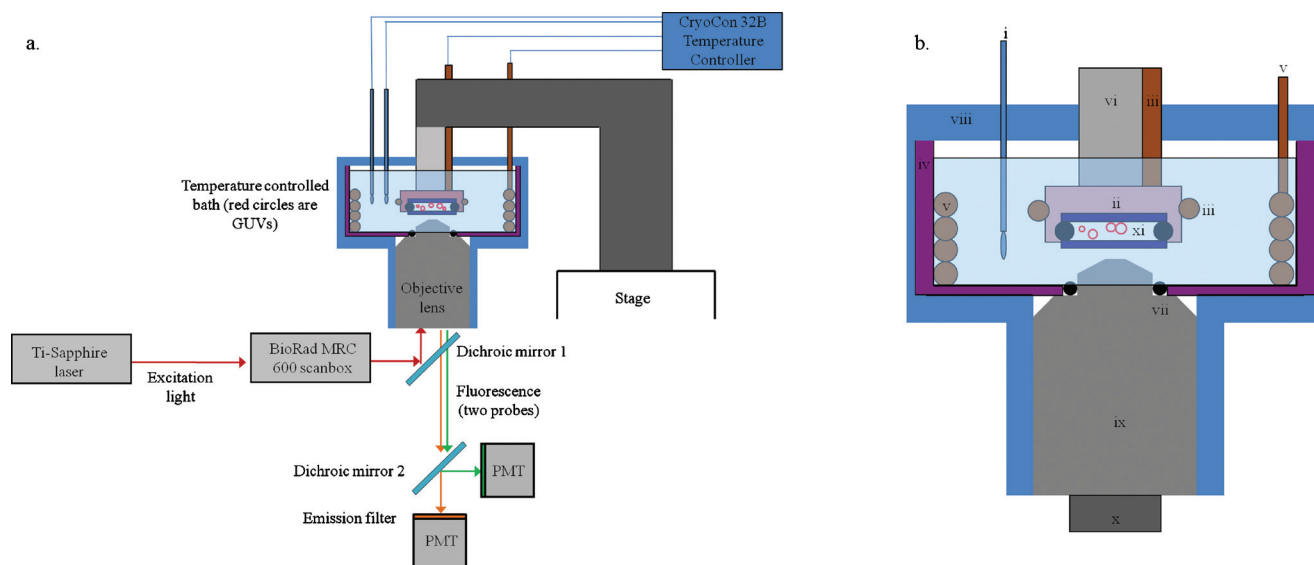 a.
CryoCon 32B
Temperature
Controller
Temperature controlled
bath (red circles are
GUVs)
Objective
lens
Stage
Ti-Sapphire
laser
Excitation
light
BioRad MRC
600 scanbox
Dichroic mirror 1
Fluorescence
(two probes)
Dichroic mirror 2
PMT
Emission filter
PMT
b.
i
v
vi
iii
viii
iv
v
ii
iii
xi
vii
ix
x